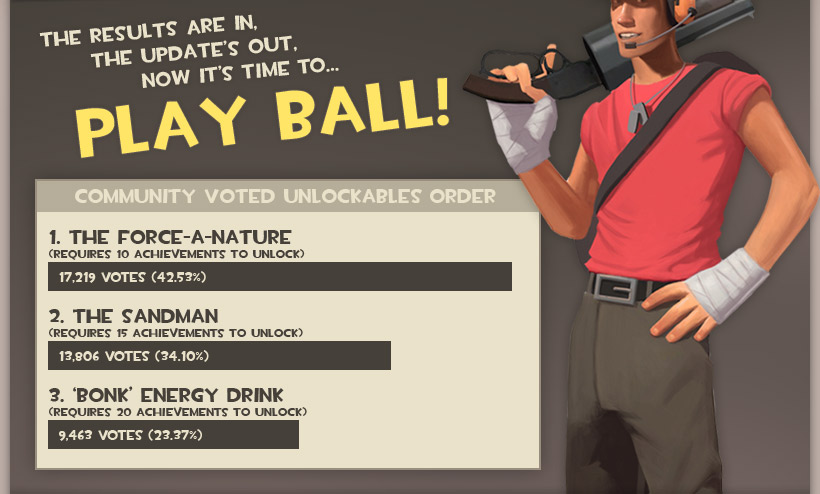 THE RESULTS ARE IN,
THE UPDATE'S OUT,
NOW IT'S TIME TO...
PLAY BALL!
COMMUNITY VOTED UNLOCKABLES ORDER
1. THE FORCE-A-NATURE
(REQUIRES 10 ACHIEVEMENTS TO UNLOCK)
17,219 VOTES (42.53%)
2. THE SANDMAN
(REQUIRES 15 ACHIEVEMENTS TO UNLOCK)
13,806 VOTES (34.10%)
3. 'BONK' ENERGY DRINK
(REQUIRES 20 ACHIEVEMENTS TO UNLOCK)
9,463 VOTES (23.37%)